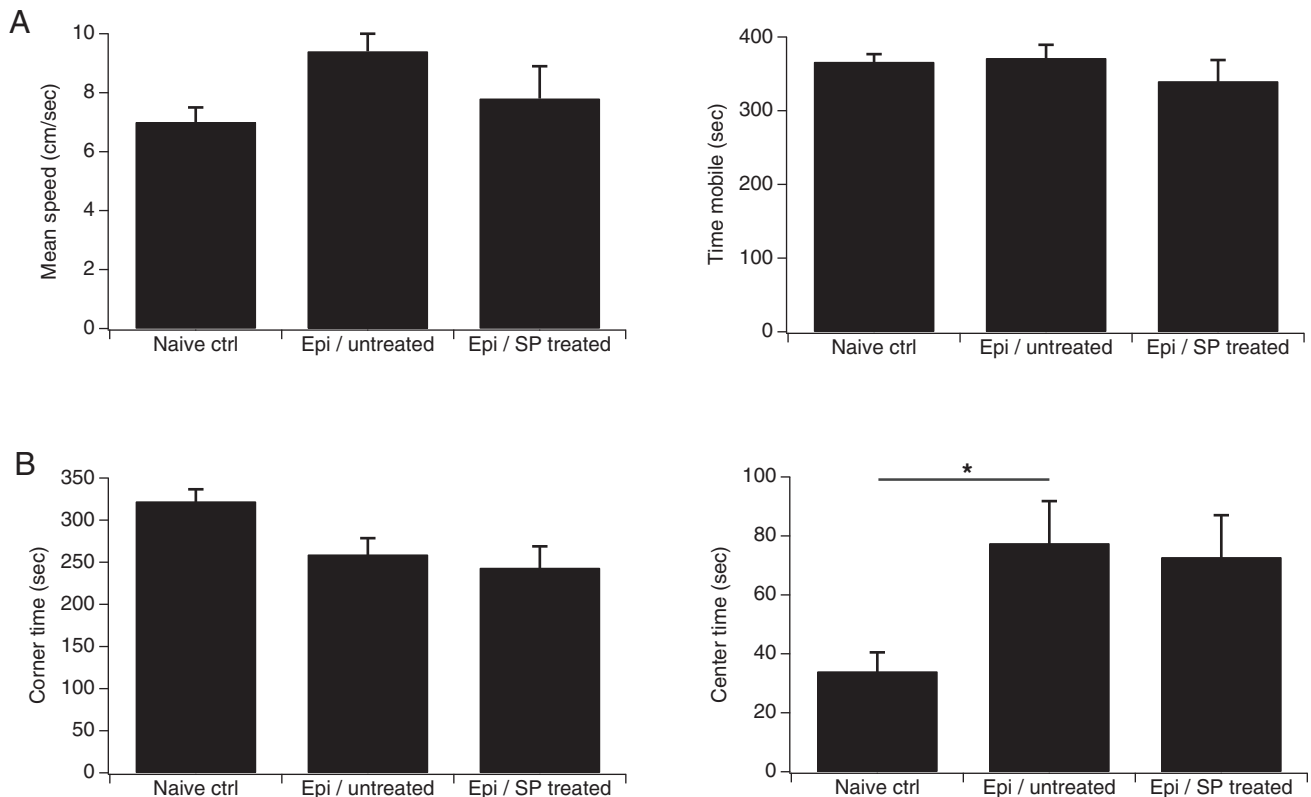 A
10
8
6
4
2
0
Mean speed (cm/sec)
Naive ctrl Epi / untreated Epi / SP treated
400
300
200
100
0
Time mobile (sec)
Naive ctrl Epi / untreated Epi / SP treated
B
350
300
250
200
150
100
50
0
Corner time (sec)
Naive ctrl Epi / untreated Epi / SP treated
*
100
80
60
40
20
0
Center time (sec)
Naive ctrl Epi / untreated Epi / SP treated